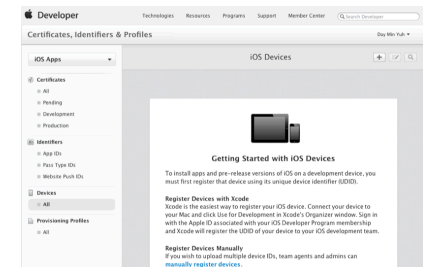 Developer
Technologies Resources Programs Support Member Center Search Developer
Certificates, Identifiers & Profiles
Day Min Yuh
iOS Apps
iOS Devices
Certificates
All
Pending
Development
Production
Identifiers
App IDs
Pass Type IDs
Website Push IDs
Devices
All
Provisioning Profiles
All
Getting Started with iOS Devices
To install apps and pre-release versions of iOS on a development device, you
must first register that device using its unique device identifier (UDID).
Register Devices with Xcode
Xcode is the easiest way to register your iOS device. Connect your device to
your Mac and click Use for Development in Xcode's Organizer window. Sign in
with the Apple ID associated with your iOS Developer Program membership
and Xcode will register the UDID of your device to your iOS development team.
Register Devices Manually
If you wish to upload multiple device IDs, team agents and admins can
manually register devices.